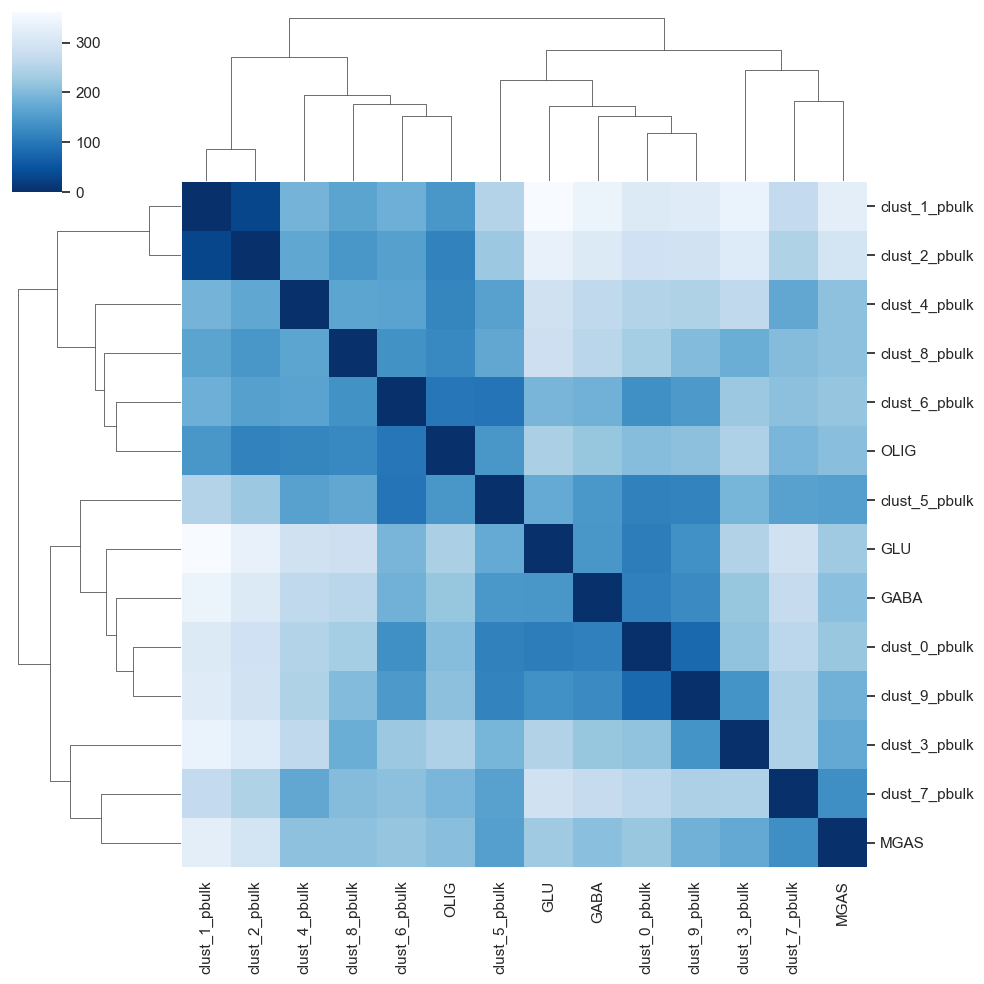 300
200
100
0
clust_1_pbulk
clust_2_pbulk
clust_4_pbulk
clust_8_pbulk
clust_6_pbulk
OLIG
clust_5_pbulk
GLU
GABA
clust_0_pbulk
clust_9_pbulk
clust_3_pbulk
clust_7_pbulk
MGAS
clust_1_pbulk
clust_2_pbulk
clust_4_pbulk
clust_8_pbulk
clust_6_pbulk
OLIG
clust_5_pbulk
GLU
GABA
clust_0_pbulk
clust_9_pbulk
clust_3_pbulk
clust_7_pbulk
MGAS